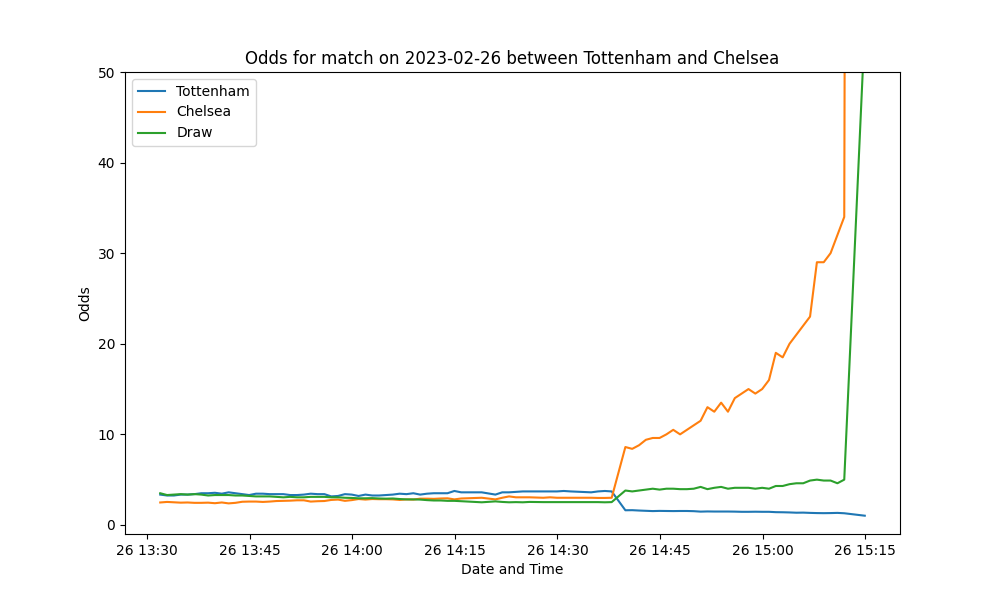 Odds for match on 2023-02-26 between Tottenham and Chelsea
50
40
30
20
10
0
Odds
Tottenham
Chelsea
Draw
26 13:30 26 13:45 26 14:00 26 14:15 26 14:30 26 14:45 26 15:00 26 15:15
Date and Time